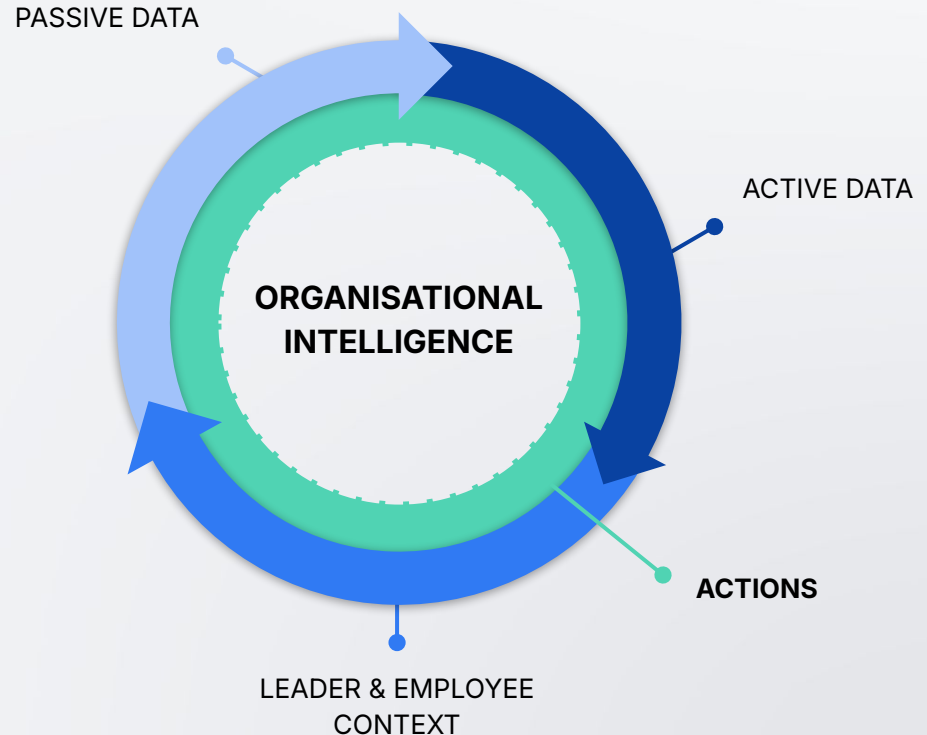 PASSIVE DATA
ACTIVE DATA
ORGANISATIONAL
INTELLIGENCE
ACTIONS
LEADER & EMPLOYEE
CONTEXT